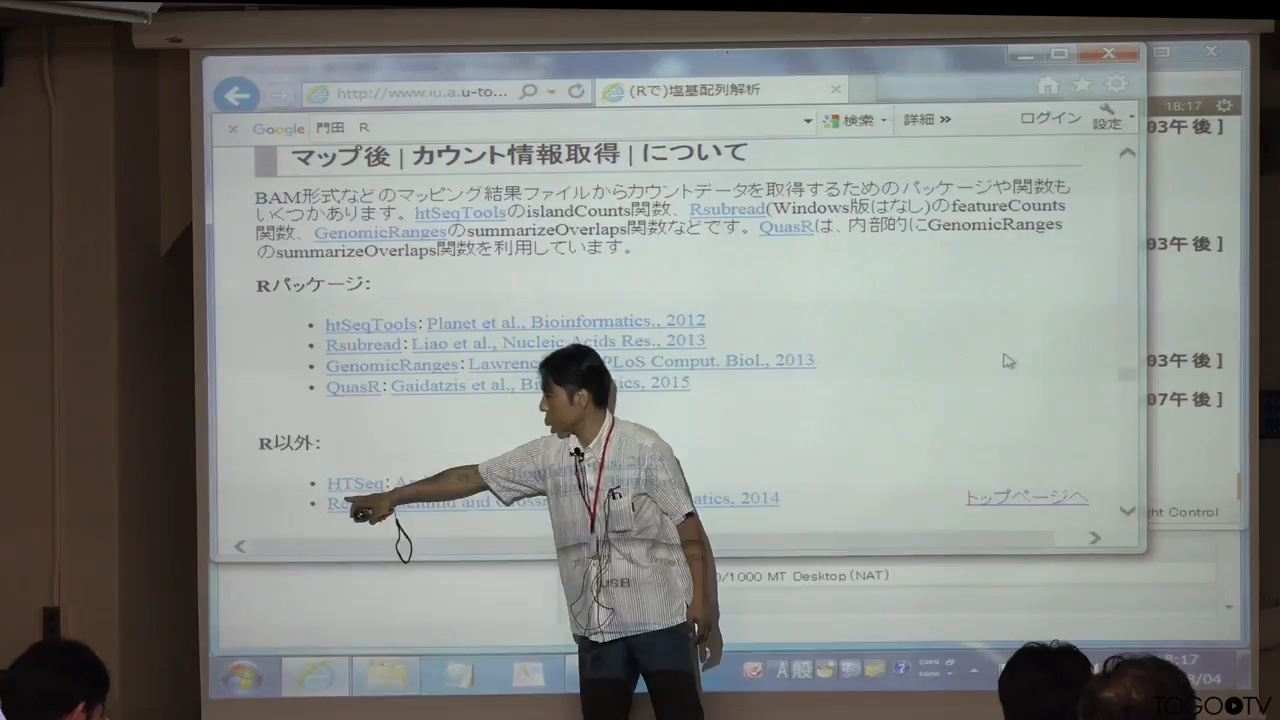 http://www.iu.a.u-to...
(Rで)塩基配列解析
18:17
Google 門田 R
検索
詳細 »
ログイン
設定
03午後]
マップ後 | カウント情報取得 | について
BAM形式などのマッピング結果ファイルからカウントデータを取得するためのパッケージや関数も
いくつかあります。htSeqToolsのislandCounts関数、Rsubread(Windows版はなし)のfeatureCounts
関数、GenomicRangesのsummarizeOverlaps関数などです。QuasRは、内部的にGenomicRanges
のsummarizeOverlaps関数を利用しています。
03午後]
Rパッケージ:
htSeqTools: Planet et al., Bioinformatics., 2012
Rsubread: Liao et al., Nucleic Acids Res., 2013
GenomicRanges: PLoS Comput. Biol., 2013
03午後]
QuasR: Gaidatzis et al., 2015
07午後]
R以外:
HTSeq:
and 2014
トップページへ
ght Control
0/1000 MT Desktop (NAT)
USB
A 般
18:17
/04
TOGOTV